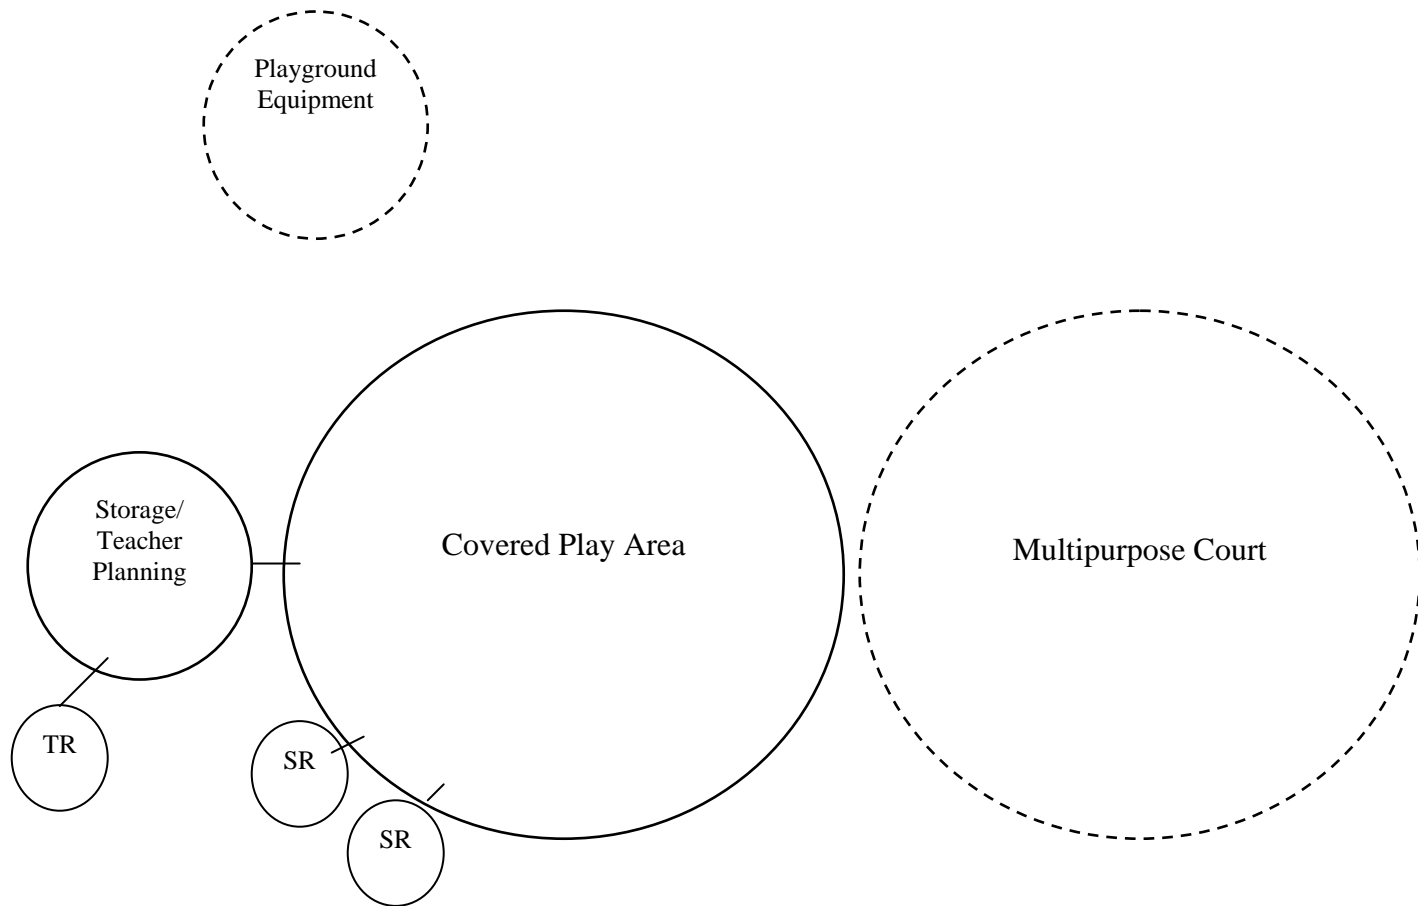 Playground
Equipment
Storage/
Teacher
Planning
Covered Play Area
Multipurpose Court
TR
SR
SR